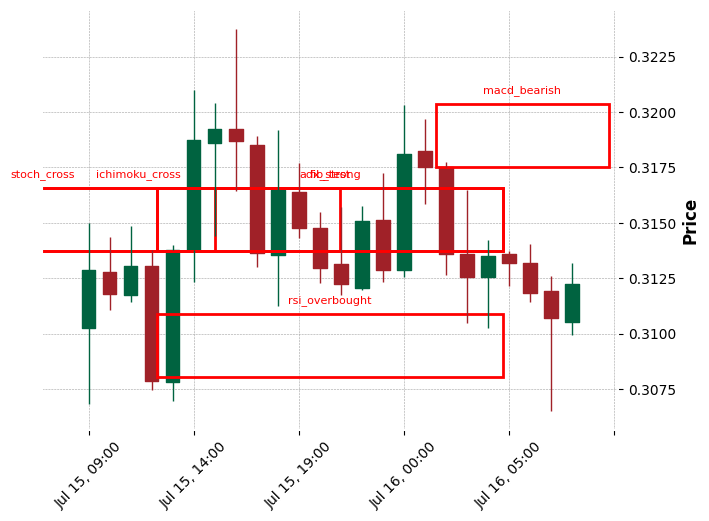 macd_bearish
stoch_cross
ichimoku_cross
adx_strong
rsi_overbought
0.3225
0.3200
0.3175
0.3150
0.3125
0.3100
0.3075
Price
Jul 15, 09:00
Jul 15, 14:00
Jul 15, 19:00
Jul 16, 00:00
Jul 16, 05:00